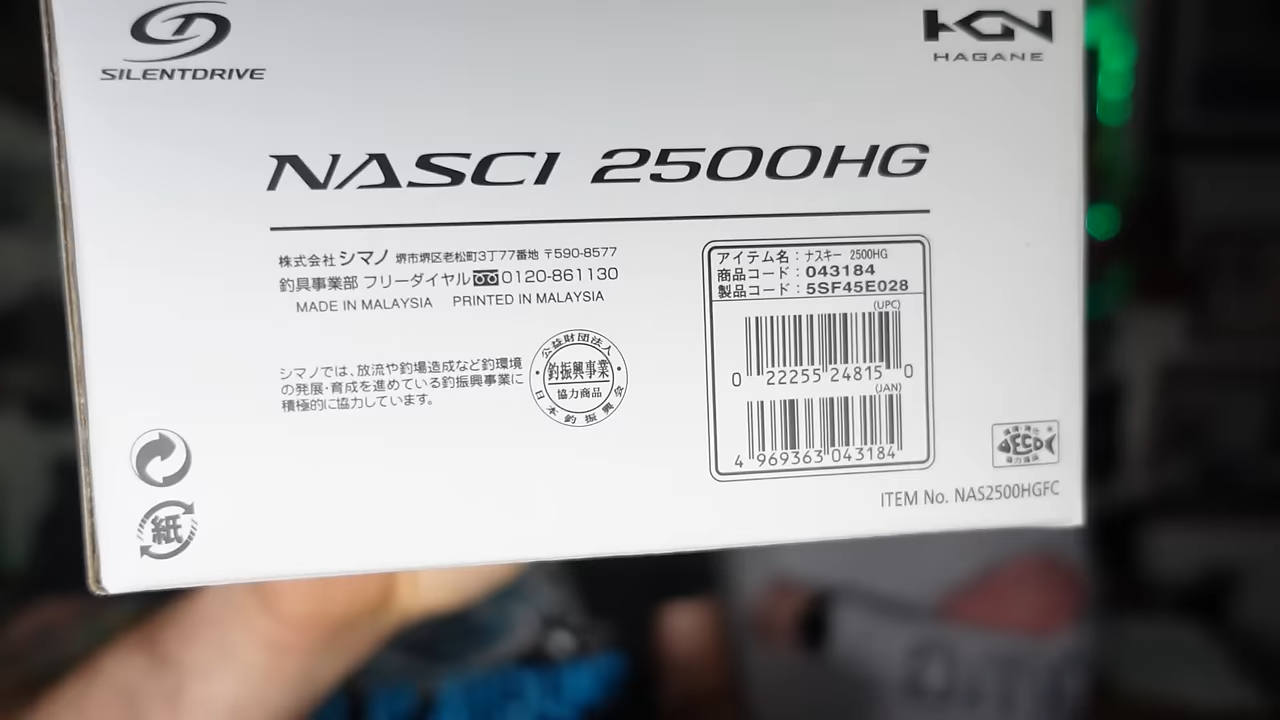 SILENTDRIVE
HAGANE
NASCI 2500HG
株式会社 シマノ 堺市堺区老松町3丁77番地 〒590-8577
釣具事業部 フリーダイヤル 0120-861130
MADE IN MALAYSIA PRINTED IN MALAYSIA
シマノでは、放流や釣場造成など釣環境
の発展・育成を進めている釣振興事業に
積極的に協力しています。
公益財団法人
釣振興事業
協力商品
日本釣振興会
アイテム名：ナスキー 2500HG
商品コード：043184
製品コード：5SF45E028
(UPC)
0 22255 24815 0
(JAN)
4 969363 043184
ECO
ITEM No. NAS2500HGFC
紙